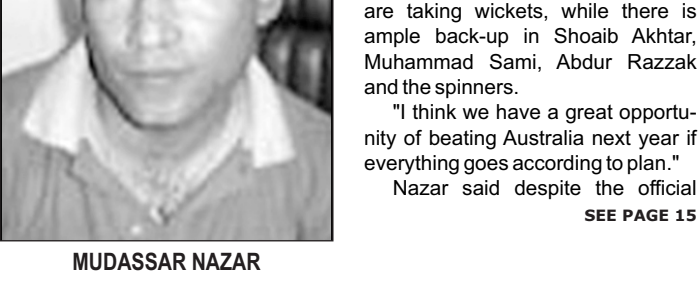 are taking wickets, while there is
ample back-up in Shoaib Akhtar,
Muhammad Sami, Abdur Razzak
and the spinners.
"I think we have a great opportu-
nity of beating Australia next year if
everything goes according to plan."
Nazar said despite the official
SEE PAGE 15
MUDASSAR NAZAR